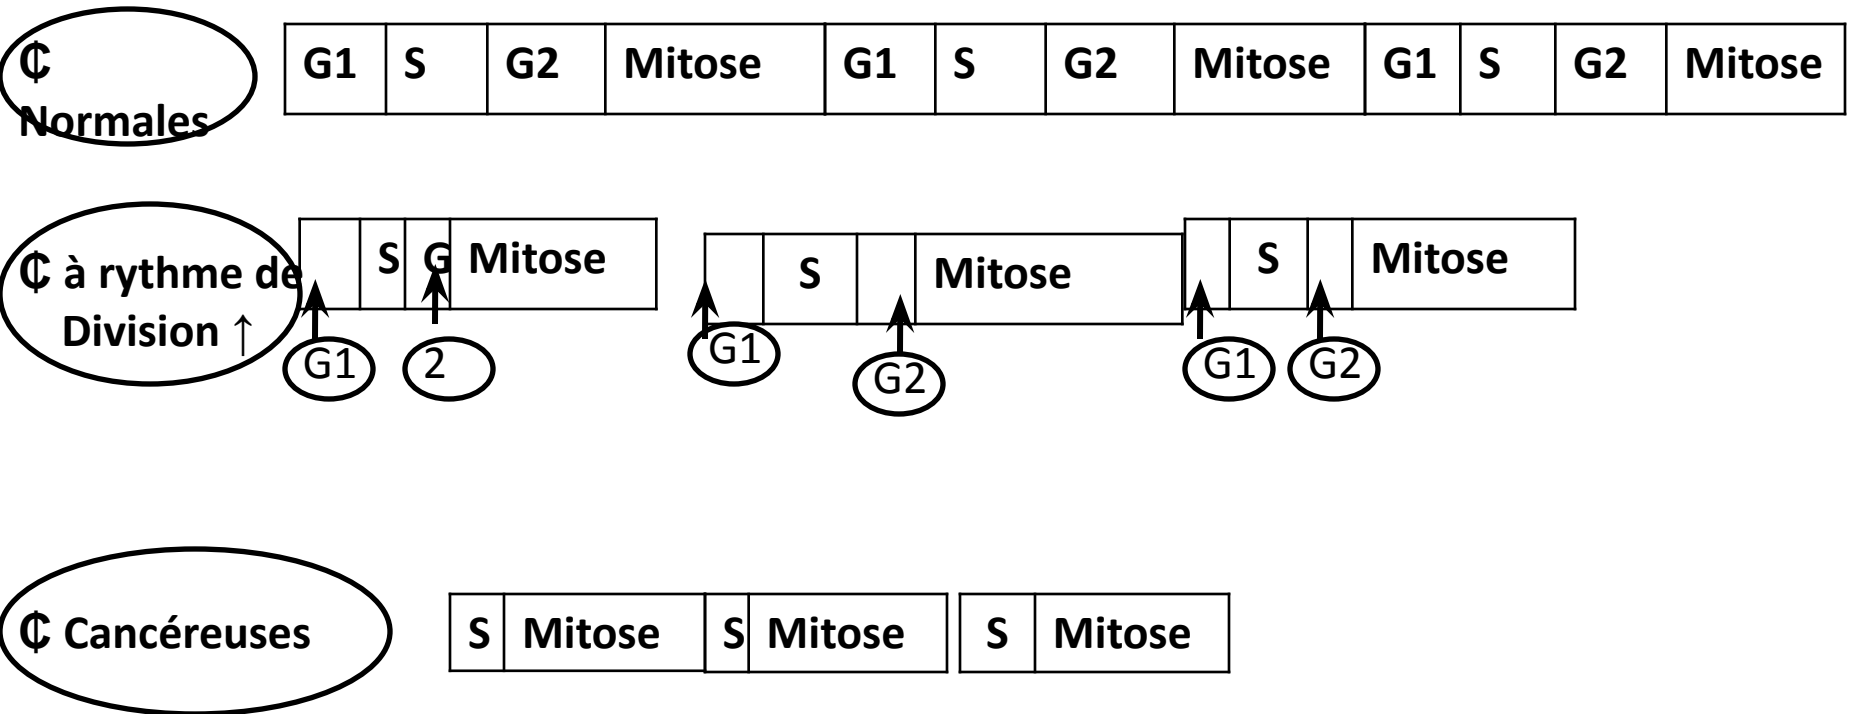 ₵
Normales
G1 S G2 Mitose G1 S G2 Mitose G1 S G2 Mitose
₵ à rythme de
Division ↑
S G Mitose S Mitose S Mitose
G1 2 G1 G2 G1 G2
₵ Cancéreuses
S Mitose S Mitose S Mitose